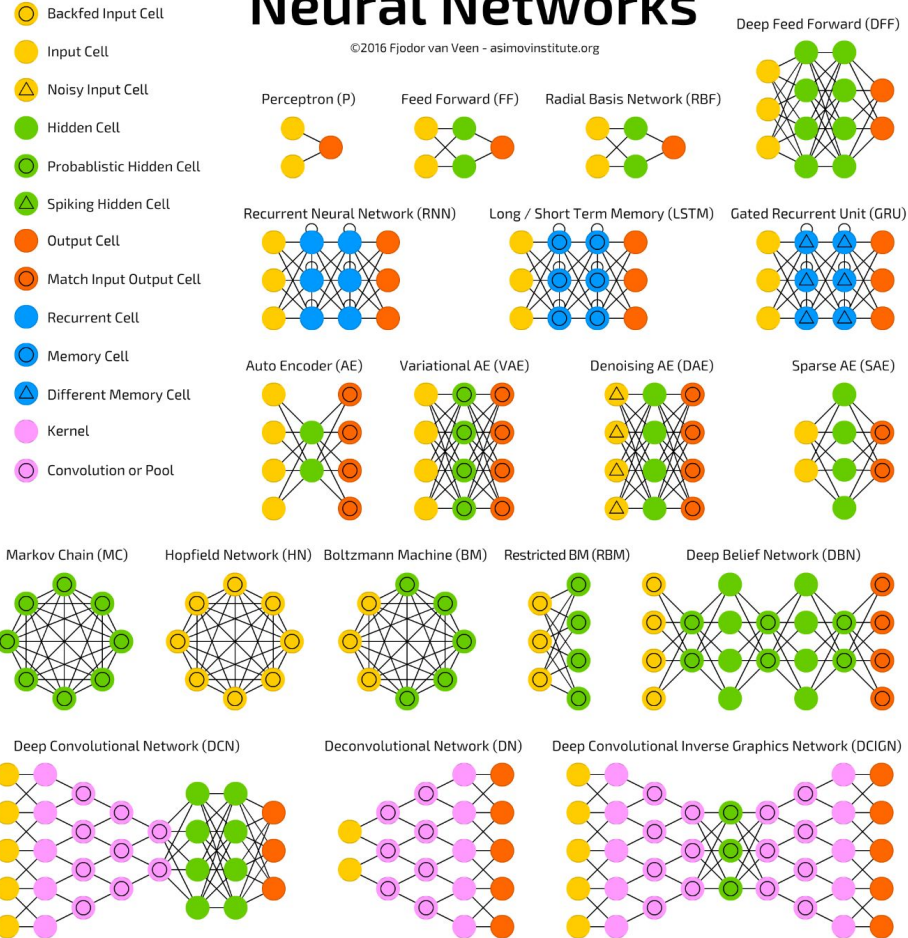 Neural Networks
©2016 Fjodor van Veen - asimovinstitute.org
Backfed Input Cell
Input Cell
Noisy Input Cell
Hidden Cell
Probablistic Hidden Cell
Spiking Hidden Cell
Output Cell
Match Input Output Cell
Recurrent Cell
Memory Cell
Different Memory Cell
Kernel
Convolution or Pool
Deep Feed Forward (DFF)
Perceptron (P)
Feed Forward (FF)
Radial Basis Network (RBF)
Recurrent Neural Network (RNN)
Long / Short Term Memory (LSTM)
Gated Recurrent Unit (GRU)
Auto Encoder (AE)
Variational AE (VAE)
Denoising AE (DAE)
Sparse AE (SAE)
Markov Chain (MC)
Hopfield Network (HN)
Boltzmann Machine (BM)
Restricted BM (RBM)
Deep Belief Network (DBN)
Deep Convolutional Network (DCN)
Deconvolutional Network (DN)
Deep Convolutional Inverse Graphics Network (DCIGN)